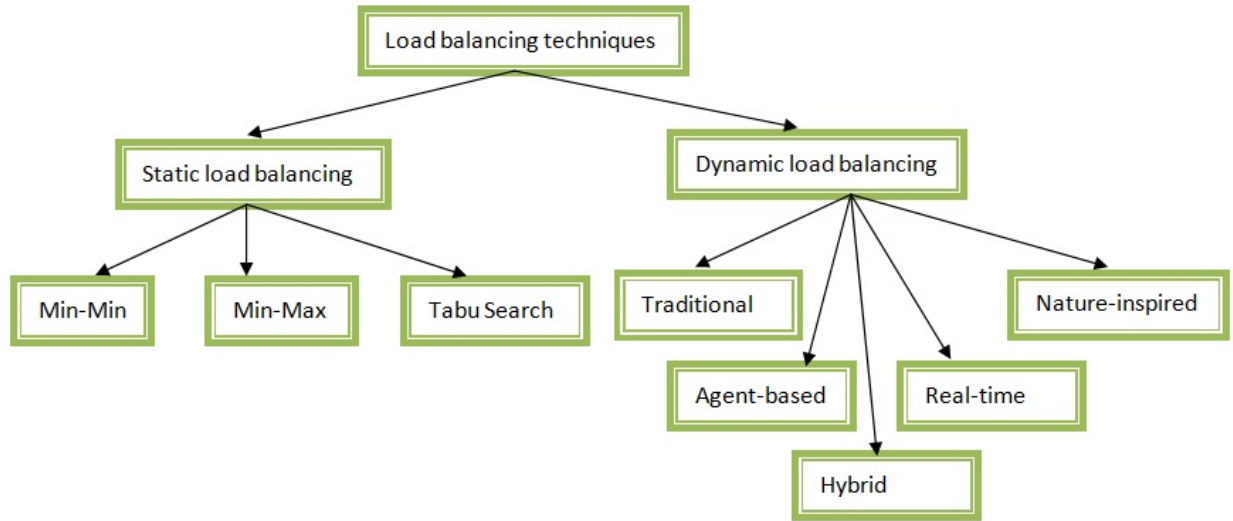 Load balancing techniques
Static load balancing
Dynamic load balancing
Min-Min
Min-Max
Tabu Search
Traditional
Nature-inspired
Agent-based
Real-time
Hybrid